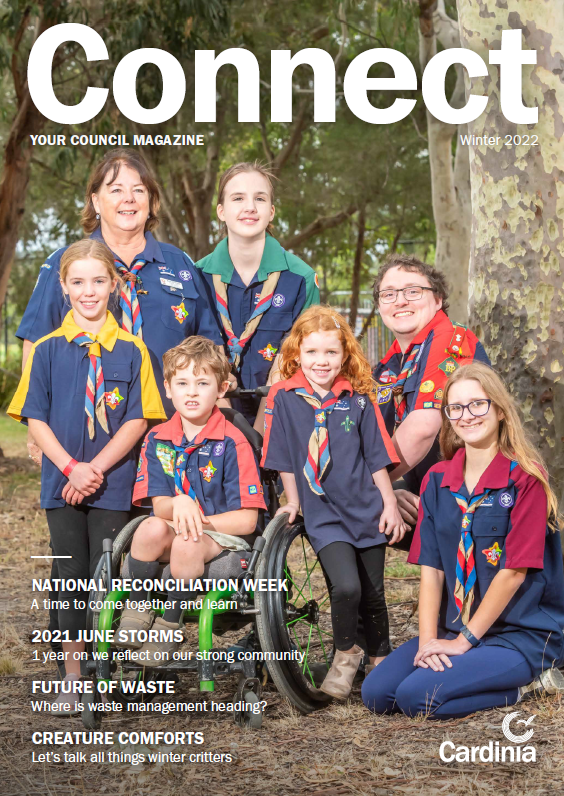 Connect
YOUR COUNCIL MAGAZINE
Winter 2022
NATIONAL RECONCILIATION WEEK
A time to come together and learn
2021 JUNE STORMS
1 year on we reflect on our strong community
FUTURE OF WASTE
Where is waste management heading?
CREATURE COMFORTS
Let's talk all things winter critters
Cardinia